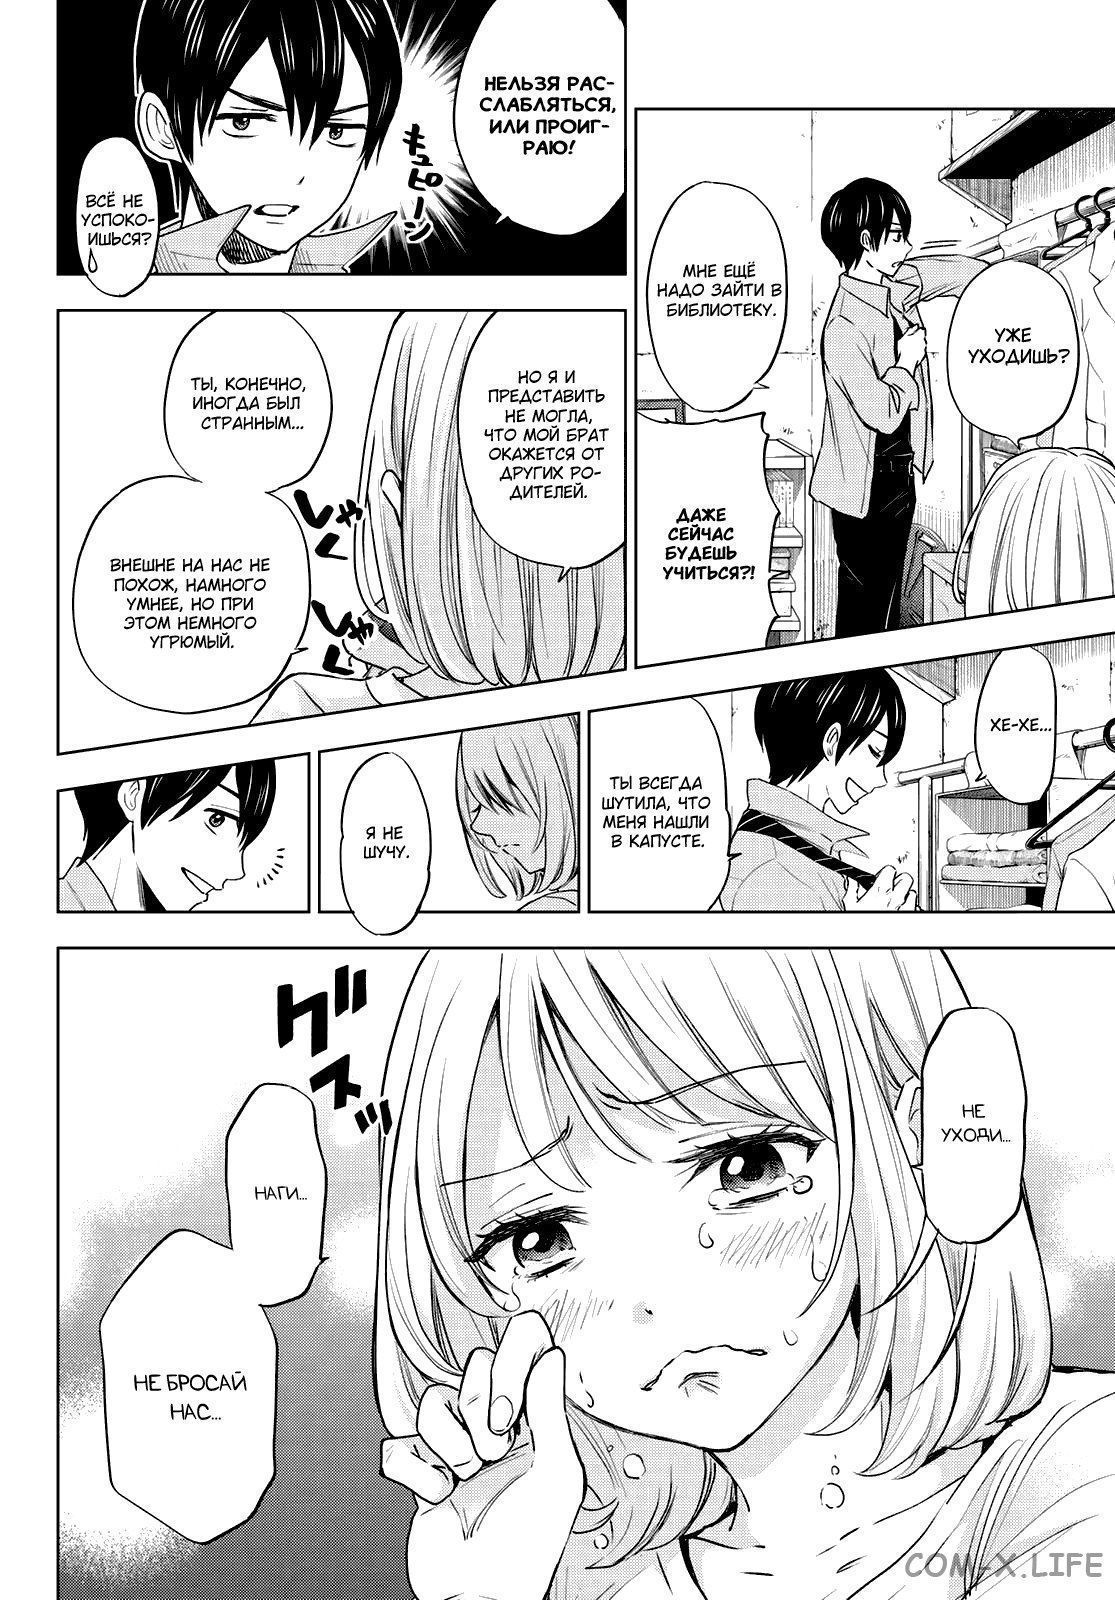 УЖЕ
УХОДИШЬ?
МНЕ ЕЩЁ
НАДО ЗАЙТИ В
БИБЛИОТЕКУ.
ДАЖЕ
СЕЙЧАС
БУДЕШЬ
УЧИТЬСЯ?!
НЕЛЬЗЯ РАС-
СЛАБЛЯТЬСЯ,
ИЛИ ПРОИГ-
РАЮ!
キュピーン
ВСЁ НЕ
УСПОКО-
ИШЬСЯ?
НО Я И
ПРЕДСТАВИТЬ
НЕ МОГЛА,
ЧТО МОЙ БРАТ
ОКАЖЕТСЯ ОТ
ДРУГИХ РО-
ДИТЕЛЕЙ.
ТЫ, КОНЕЧНО,
ИНОГДА БЫЛ
СТРАННЫМ...
ВНЕШНЕ НА НАС НЕ
ПОХОЖ, НАМНОГО
УМНЕЕ, НО ПРИ
ЭТОМ НЕМНОГО
УГРЮМЫЙ.
しゃ
く
しゃ
く
ХЕ-ХЕ...
ТЫ ВСЕГДА
ШУТИЛА, ЧТО
МЕНЯ НАШЛИ
В КАПУСТЕ.
Я НЕ
ШУЧУ.
НЕ
УХОДИ...
グスッ
НАГИ...
НЕ БРОСАЙ
НАС...
COM-X.LIFE